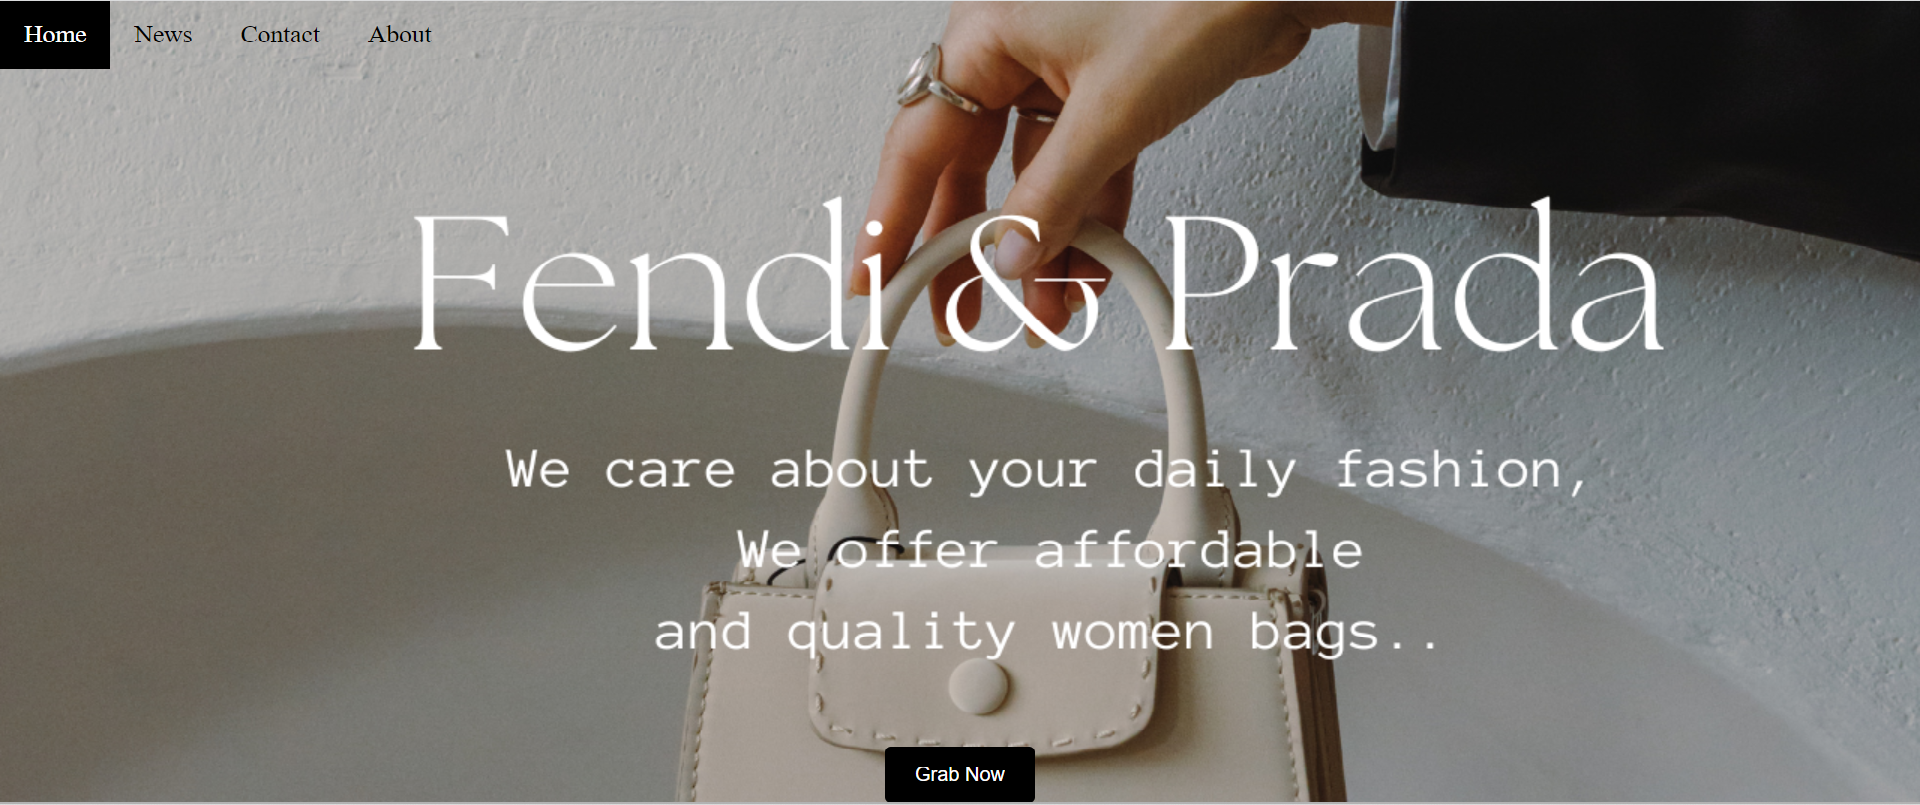 Home News Contact About
Fendi & Prada
We care about your daily fashion,
We offer affordable
and quality women bags..
Grab Now